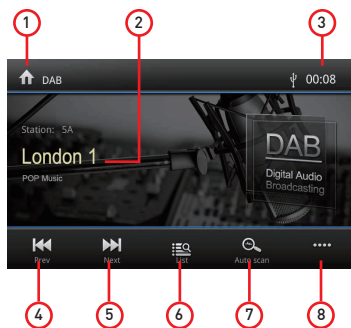 1 2 3
DAB 00:08
Station: 5A
London 1
POP Music
DAB
Digital Audio
Broadcasting
Prev Next List Auto scan
4 5 6 7 8